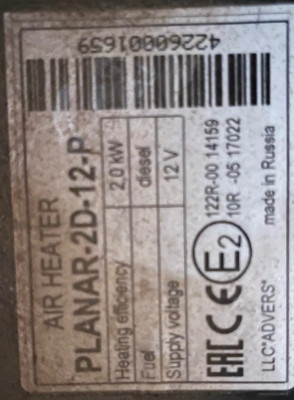 AIR HEATER
PLANAR-2D-12-P
Heating efficiency 2,0 kW
Fuel diesel
Supply voltage 12 V
EAC CE E2 122R-00 14159
10R -05 17022
LLC"ADVERS" made in Russia
42260001659